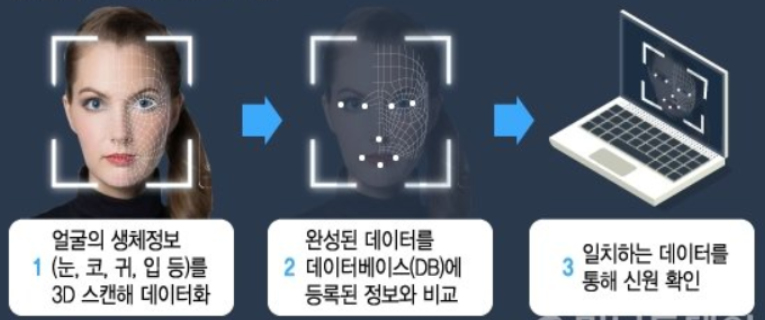 얼굴의 생체정보
1 (눈, 코, 귀, 입 등)를
3D 스캔해 데이터화
완성된 데이터를
2 데이터베이스(DB)에
등록된 정보와 비교
3 일치하는 데이터를
통해 신원 확인